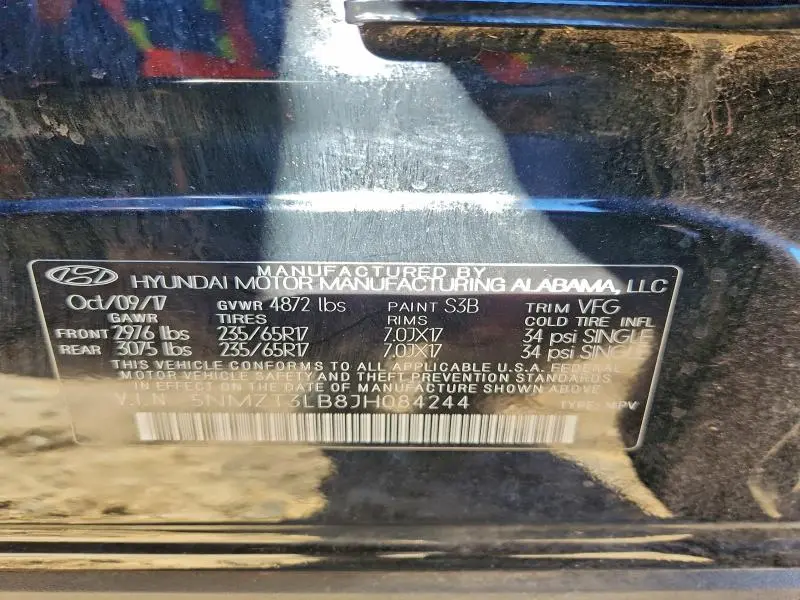 MANUFACTURED BY
HYUNDAI MOTOR MANUFACTURING ALABAMA, LLC
Oct/09/17 GVWR 4872 lbs PAINT S3B TRIM VFG
GAWR TIRES RIMS COLD TIRE INFL
FRONT 2976 lbs 235/65R17 7.0JX17 34 psi SINGLE
REAR 3075 lbs 235/65R17 7.0JX17 34 psi SINGLE
THIS VEHICLE CONFORMS TO ALL APPLICABLE U.S.A. FEDERAL
MOTOR VEHICLE SAFETY AND THEFT PREVENTION STANDARDS
IN EFFECT ON THE DATE OF MANUFACTURE SHOWN ABOVE
V.I.N 5NMZT3LB8JH084244 TYPE: MPV